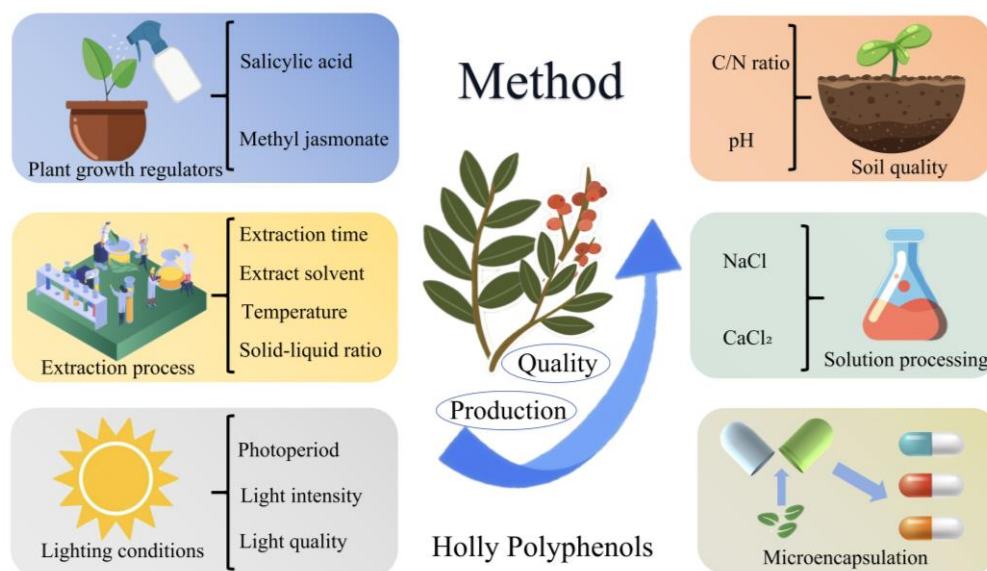 Salicylic acid
Methyl jasmonate
Plant growth regulators
Extraction time
Extract solvent
Temperature
Solid-liquid ratio
Extraction process
Photoperiod
Light intensity
Light quality
Lighting conditions
Method
Quality
Production
Holly Polyphenols
C/N ratio
pH
Soil quality
NaCl
CaCl₂
Solution processing
Microencapsulation